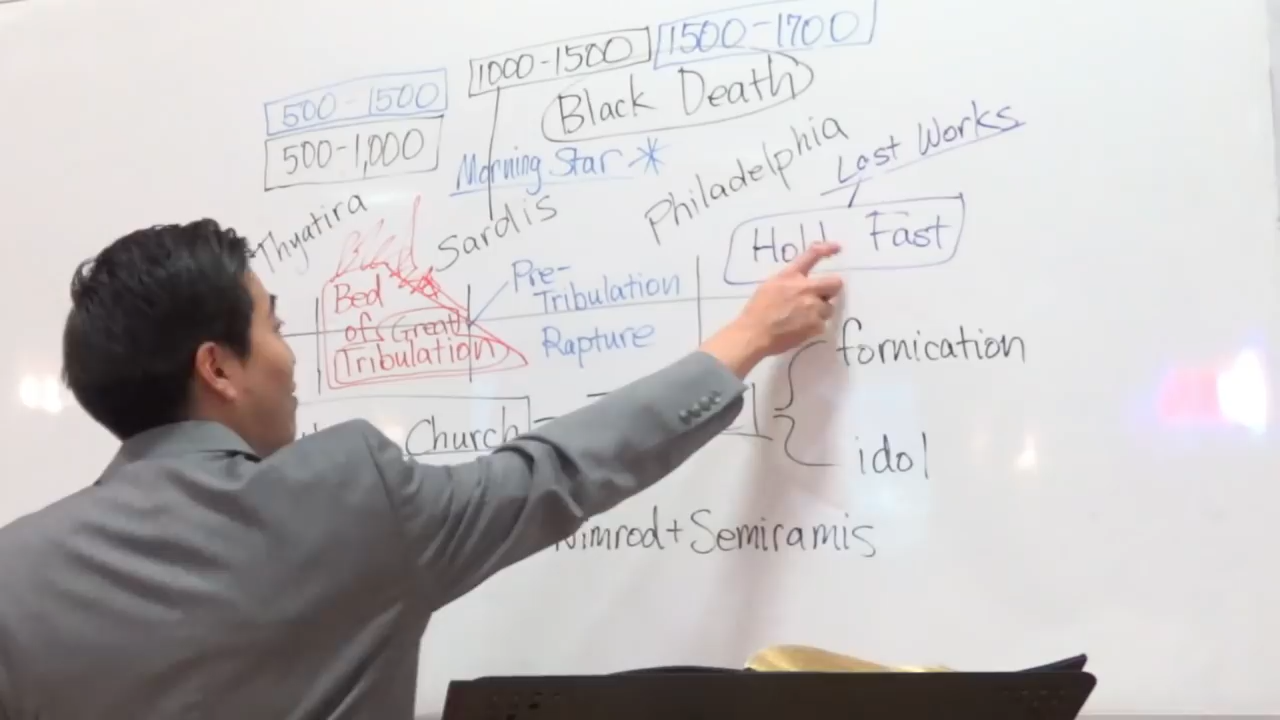 1000-1500
1500-1700
500-1500
500-1,000
Black Death
Morning Star
Last Works
Thyatira
Sardis
Philadelphia
Hold Fast
Bed
of Great
Tribulation
Pre-
Tribulation
Rapture
fornication
Church
idol
Nimrod + Semiramis